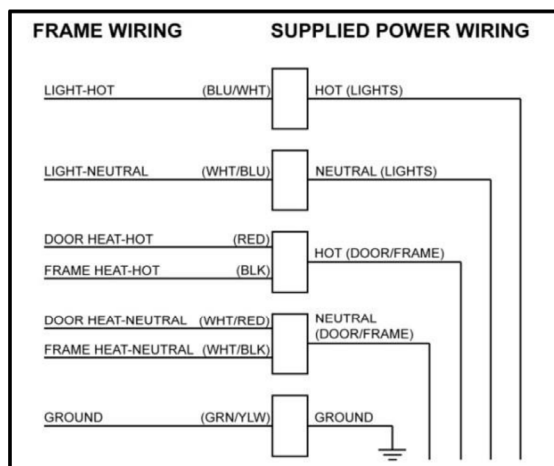 FRAME WIRING SUPPLIED POWER WIRING
LIGHT-HOT (BLU/WHT) HOT (LIGHTS)
LIGHT-NEUTRAL (WHT/BLU) NEUTRAL (LIGHTS)
DOOR HEAT-HOT (RED)
HOT (DOOR/FRAME)
FRAME HEAT-HOT (BLK)
DOOR HEAT-NEUTRAL (WHT/RED) NEUTRAL
(DOOR/FRAME)
FRAME HEAT-NEUTRAL (WHT/BLK)
GROUND (GRN/YLW) GROUND